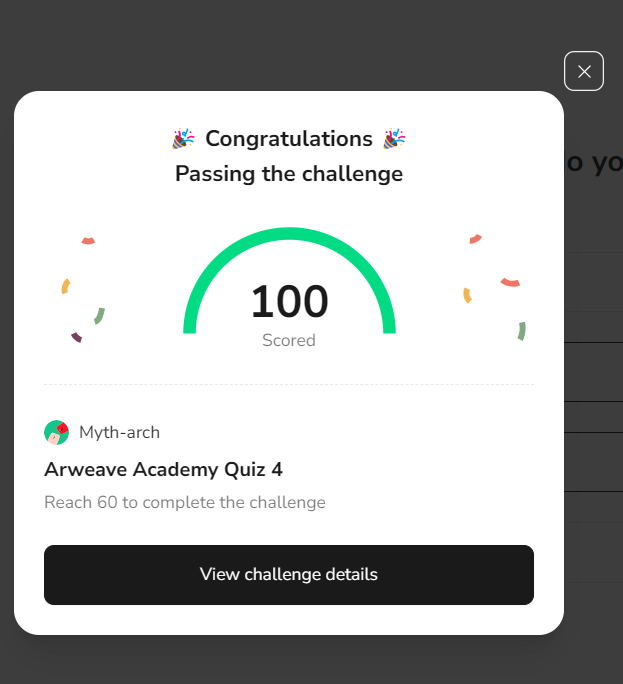 🎉 Congratulations 🎉
Passing the challenge
o yo
100
Scored
Myth-arch
Arweave Academy Quiz 4
Reach 60 to complete the challenge
View challenge details